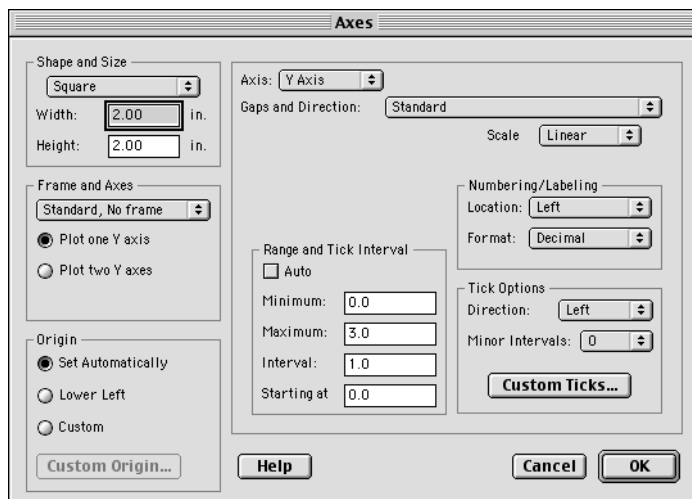 Axes
Shape and Size
Square
Width: 2.00 in.
Height: 2.00 in.
Frame and Axes
Standard, No frame
Plot one Y axis
Plot two Y axes
Origin
Set Automatically
Lower Left
Custom
Custom Origin...
Axis: Y Axis
Gaps and Direction: Standard
Scale Linear
Numbering/Labeling
Location: Left
Format: Decimal
Range and Tick Interval
Auto
Minimum: 0.0
Maximum: 3.0
Interval: 1.0
Starting at 0.0
Tick Options
Direction: Left
Minor Intervals: 0
Custom Ticks...
Help
Cancel
OK